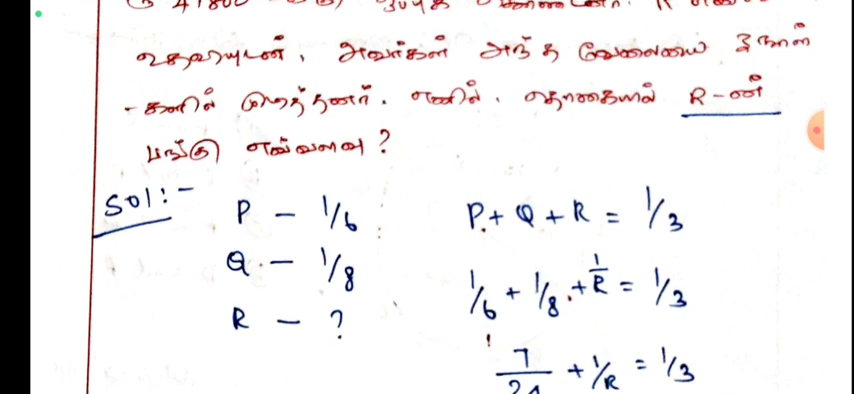 உதவியுடன், அவர்கள் அந்த வேலையை 3 நாள்
-களில் முடித்தனர். எனில், தொகையில் R-ன்
பங்கு எவ்வளவு?
Sol:-
P - 1/6
P + Q + R = 1/3
Q - 1/8
1/6 + 1/8 + 1/R = 1/3
R - ?
7/24 + 1/R = 1/3